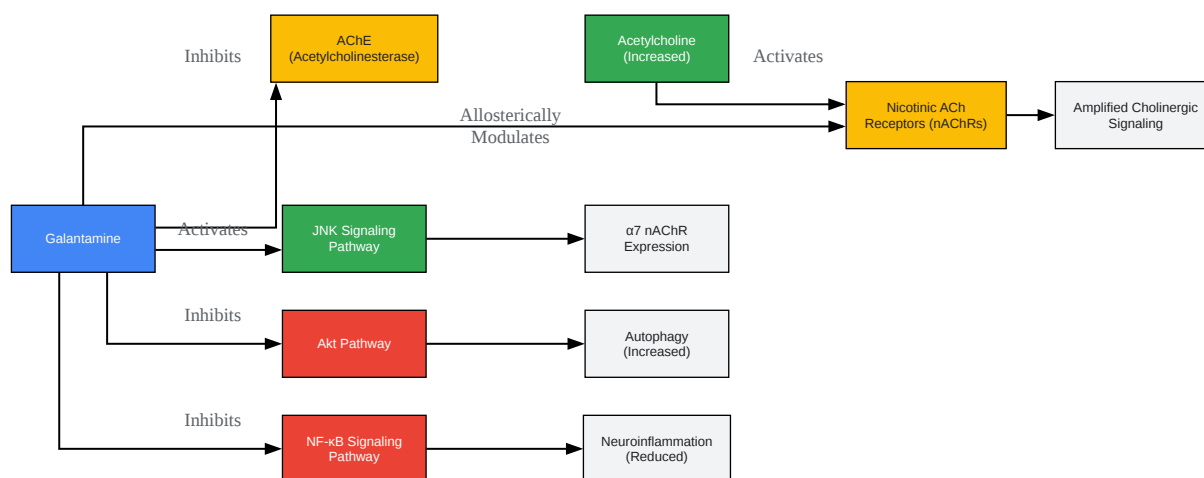 Inhibits
AChE
(Acetylcholinesterase)
Acetylcholine
(Increased)
Activates
Allosterically
Modulates
Nicotinic ACh
Receptors (nAChRs)
Amplified Cholinergic
Signaling
Galantamine
Activates
JNK Signaling
Pathway
α7 nAChR
Expression
Inhibits
Akt Pathway
Autophagy
(Increased)
Inhibits
NF-κB Signaling
Pathway
Neuroinflammation
(Reduced)